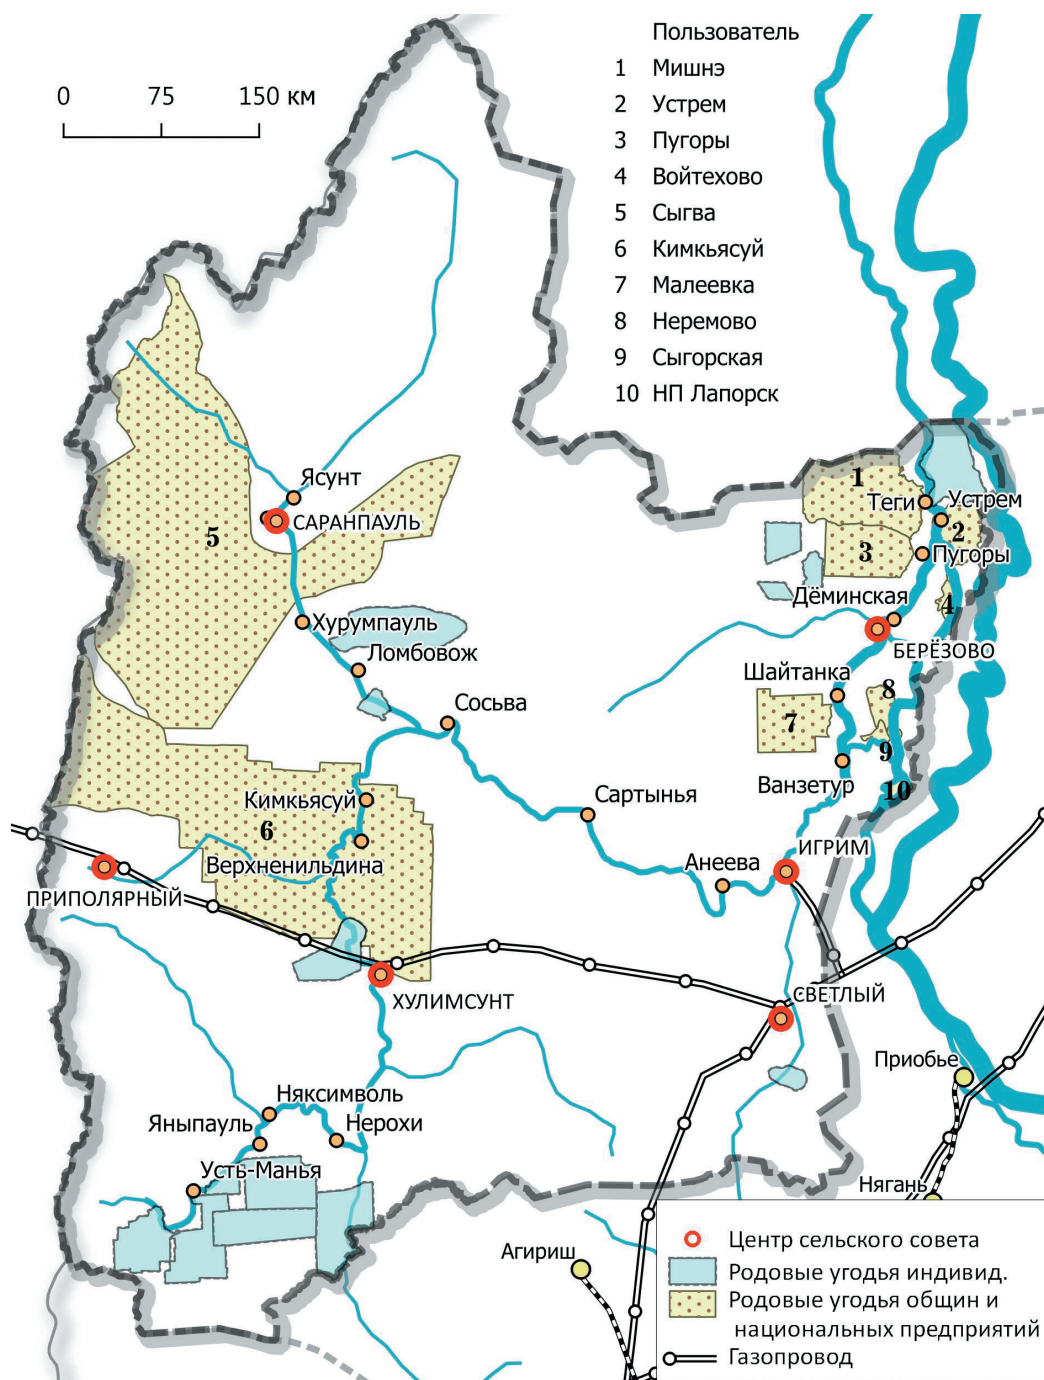 Пользователь
1 Мишнэ
2 Устрем
3 Пугоры
4 Войтехово
5 Сыгва
6 Кимкьясуй
7 Малеевка
8 Неремово
9 Сыгорская
10 НП Лапорск
0 75 150 км
Ясунт
САРАНПАУЛЬ
5
Хурумпауль
Ломбовож
Сосьва
1
Теги
Устрем
2
3
Пугоры
4
Дёминская
БЕРЁЗОВО
Шайтанка
8
7
9
Ванзетур
10
Кимкьясуй
6
Верхненильдина
Сартынья
ИГРИМ
Анеева
ПРИПОЛЯРНЫЙ
ХУЛИМСУНТ
СВЕТЛЫЙ
Приобье
Няксимволь
Яныпауль
Нерохи
Усть-Манья
Нягань
Агириш
Центр сельского совета
Родовые угодья индивид.
Родовые угодья общин и
национальных предприятий
Газопровод